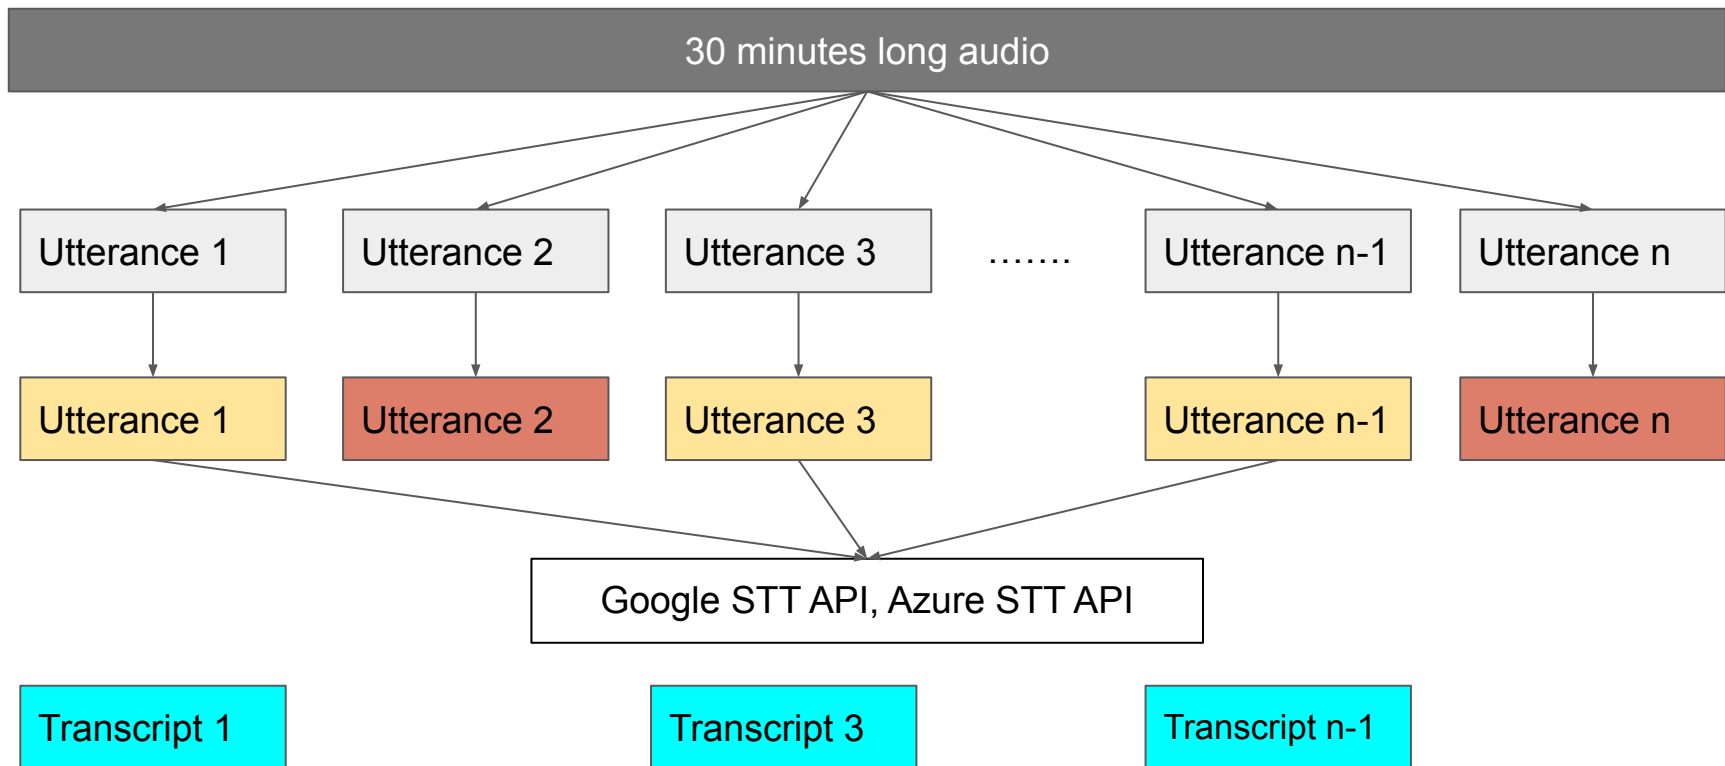 30 minutes long audio
Utterance 1
Utterance 2
Utterance 3
.......
Utterance n-1
Utterance n
Utterance 1
Utterance 2
Utterance 3
Utterance n-1
Utterance n
Google STT API, Azure STT API
Transcript 1
Transcript 3
Transcript n-1